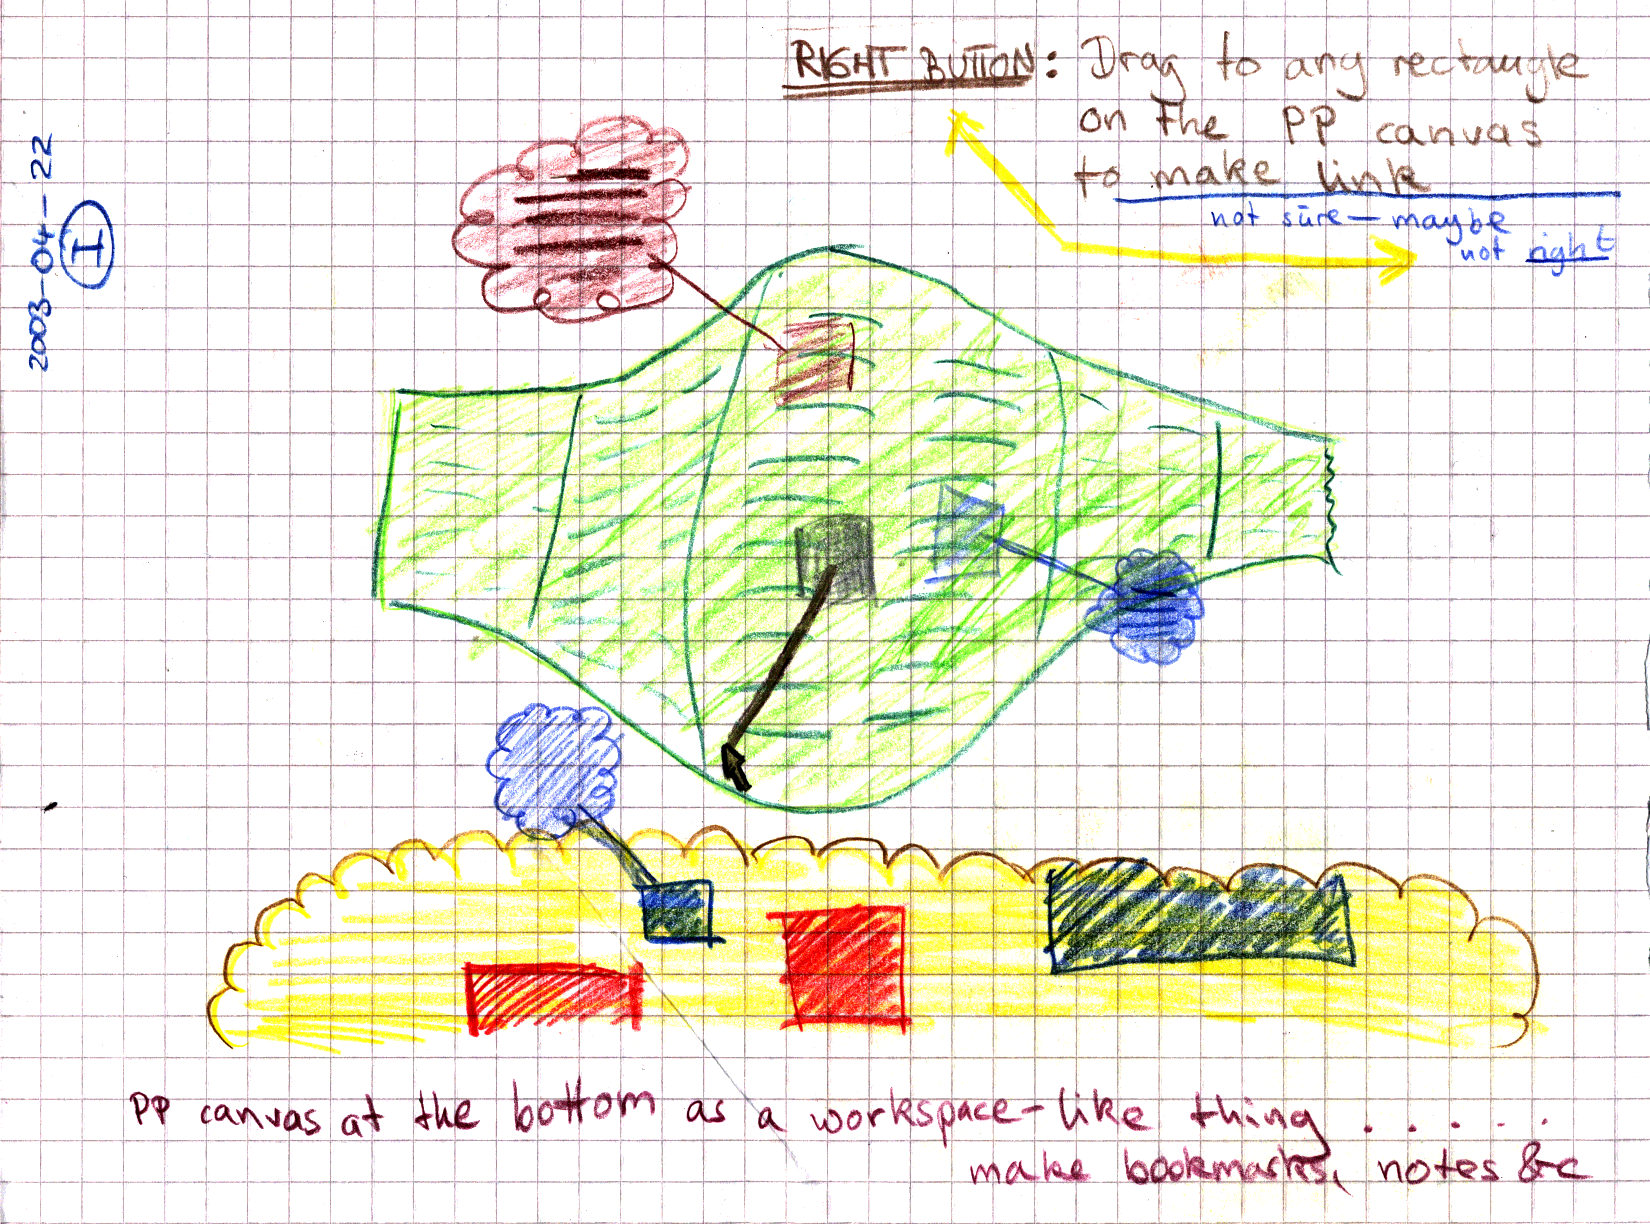 2003-04-22
I
RIGHT BUTTON: Drag to any rectangle
on the PP canvas
to make link
not sure — maybe
not right
PP canvas at the bottom as a workspace-like thing . . . . .
make bookmarks, notes &c